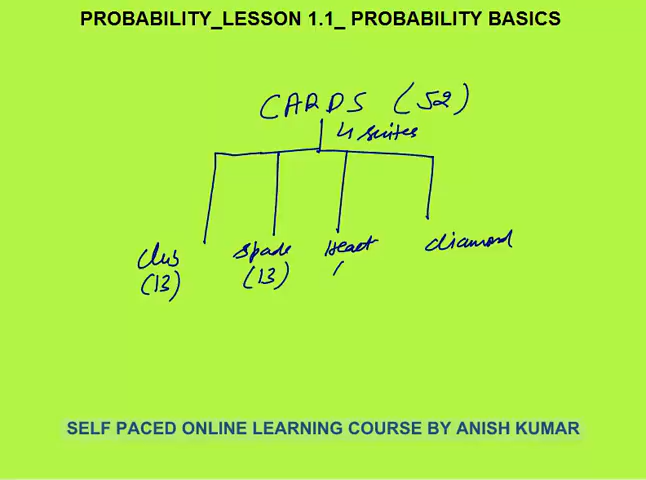 PROBABILITY_LESSON 1.1_ PROBABILITY BASICS
CARDS (52)
4 suites
Club Spade Heart diamond
(13) (13) (
SELF PACED ONLINE LEARNING COURSE BY ANISH KUMAR